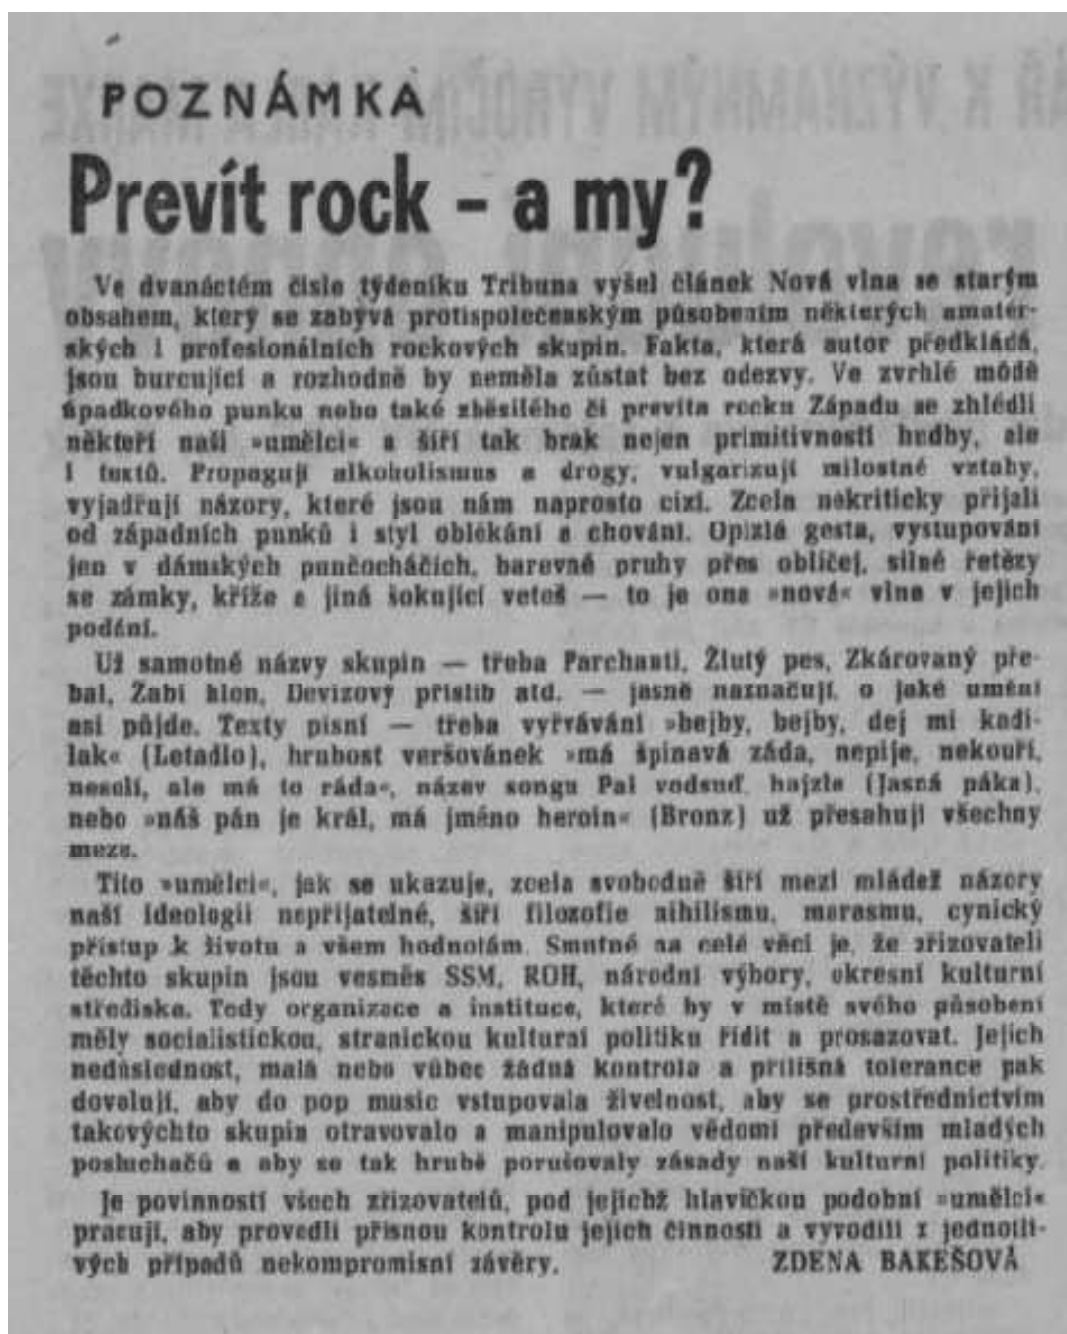 POZNÁMKA
Prevít rock - a my?
Ve dvanáctém čísle týdeníku Tribuna vyšel článek Nová vlna se starým
obsahem, který se zabývá protispolečenským působením některých amatér-
ských i profesionálních rockových skupin. Fakta, která autor předkládá,
jsou burcující a rozhodně by neměla zůstat bez odezvy. Ve zvrhlé módě
úpadkového punku nebo také zběsilého či prevíta rocku Západu se zhlédli
někteří naši »umělci« a šíří tak brak nejen primitivností hudby, ale
i textů. Propagují alkoholismus a drogy, vulgarizují milostné vztahy,
vyjadřují názory, které jsou nám naprosto cizí. Zcela nekriticky přijali
od západních punků i styl oblékání a chování. Oplzlá gesta, vystupování
jen v dámských punčocháčích, barevné pruhy přes obličej, silné řetězy
se zámky, kříže a jiná šokující veteš — to je ona »nová« vlna v jejich
podání.
Už samotné názvy skupin — třeba Parchanti, Žlutý pes, Zkárovaný pře-
bal, Zabi hlon, Devizový příslib atd. — jasně naznačují, o jaké umění
asi půjde. Texty písní — třeba vyřvávání »bejby, bejby, dej mi kadi-
lak« (Letadlo), hrubost veršovánek »má špinavá záda, nepije, nekouří,
nesolí, ale má to ráda«, název songu Pal vodsuď, hajzle (Jasná páka),
nebo »náš pán je král, má jméno heroin« (Bronz) už přesahují všechny
meze.
Tito »umělci«, jak se ukazuje, zcela svobodně šíří mezi mládež názory
naší ideologii nepřijatelné, šíří filozofie nihilismu, marasmu, cynický
přístup k životu a všem hodnotám. Smutné na celé věci je, že zřizovateli
těchto skupin jsou vesměs SSM, ROH, národní výbory, okresní kulturní
střediska. Tedy organizace a instituce, které by v místě svého působení
měly socialistickou, stranickou kulturní politiku řídit a prosazovat. Jejich
nedůslednost, malá nebo vůbec žádná kontrola a přílišná tolerance pak
dovolují, aby do pop music vstupovala živelnost, aby se prostřednictvím
takovýchto skupin otravovalo a manipulovalo vědomí především mladých
posluchačů a aby se tak hrubě porušovaly zásady naší kulturní politiky.
Je povinností všech zřizovatelů, pod jejichž hlavičkou podobní »umělci«
pracují, aby provedli přísnou kontrolu jejich činnosti a vyvodili z jednotli-
vých případů nekompromisní závěry. ZDENA BAKEŠOVÁ